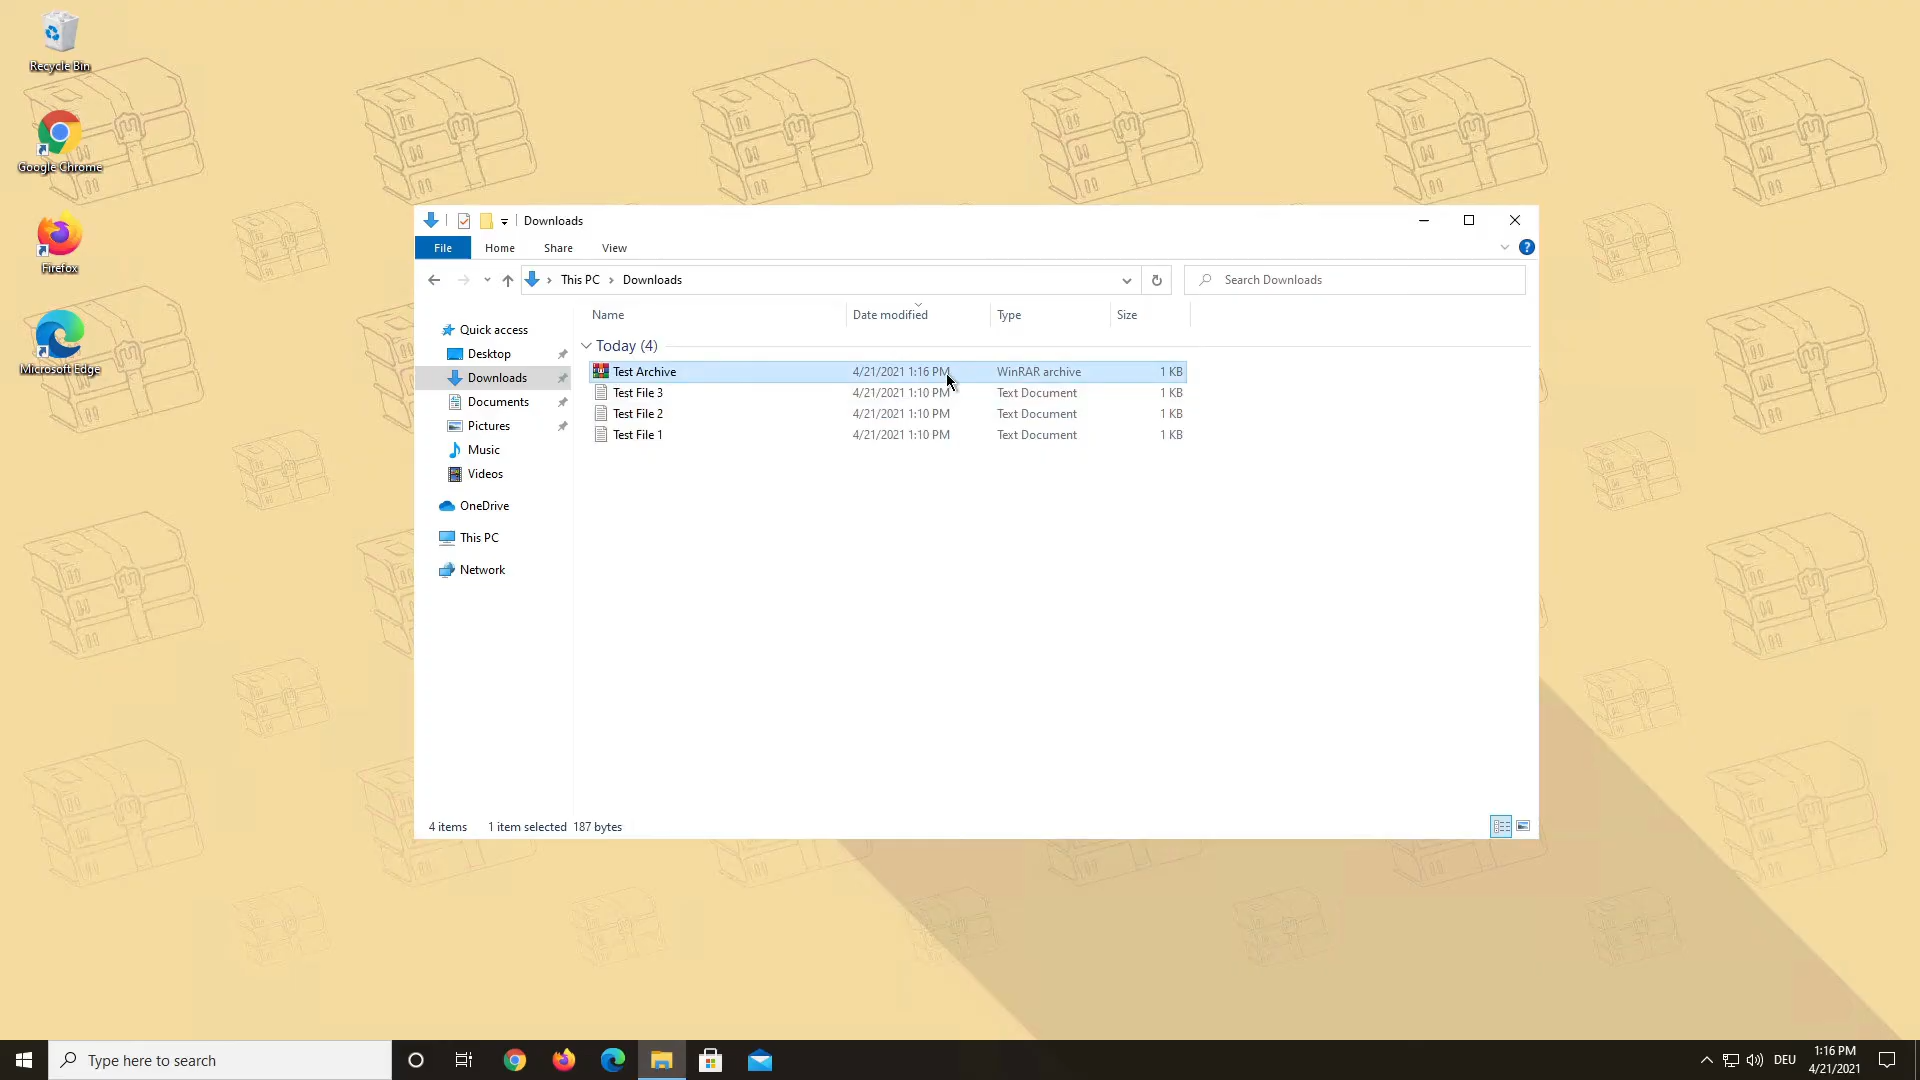 Recycle Bin
Google Chrome
Firefox
Microsoft Edge
Downloads
File Home Share View
This PC Downloads
Search Downloads
Name Date modified Type Size
Quick access
Desktop
Downloads
Documents
Pictures
Music
Videos
OneDrive
This PC
Network
Today (4)
Test Archive 4/21/2021 1:16 PM WinRAR archive 1 KB
Test File 3 4/21/2021 1:10 PM Text Document 1 KB
Test File 2 4/21/2021 1:10 PM Text Document 1 KB
Test File 1 4/21/2021 1:10 PM Text Document 1 KB
4 items 1 item selected 187 bytes
Type here to search
DEU
1:16 PM
4/21/2021